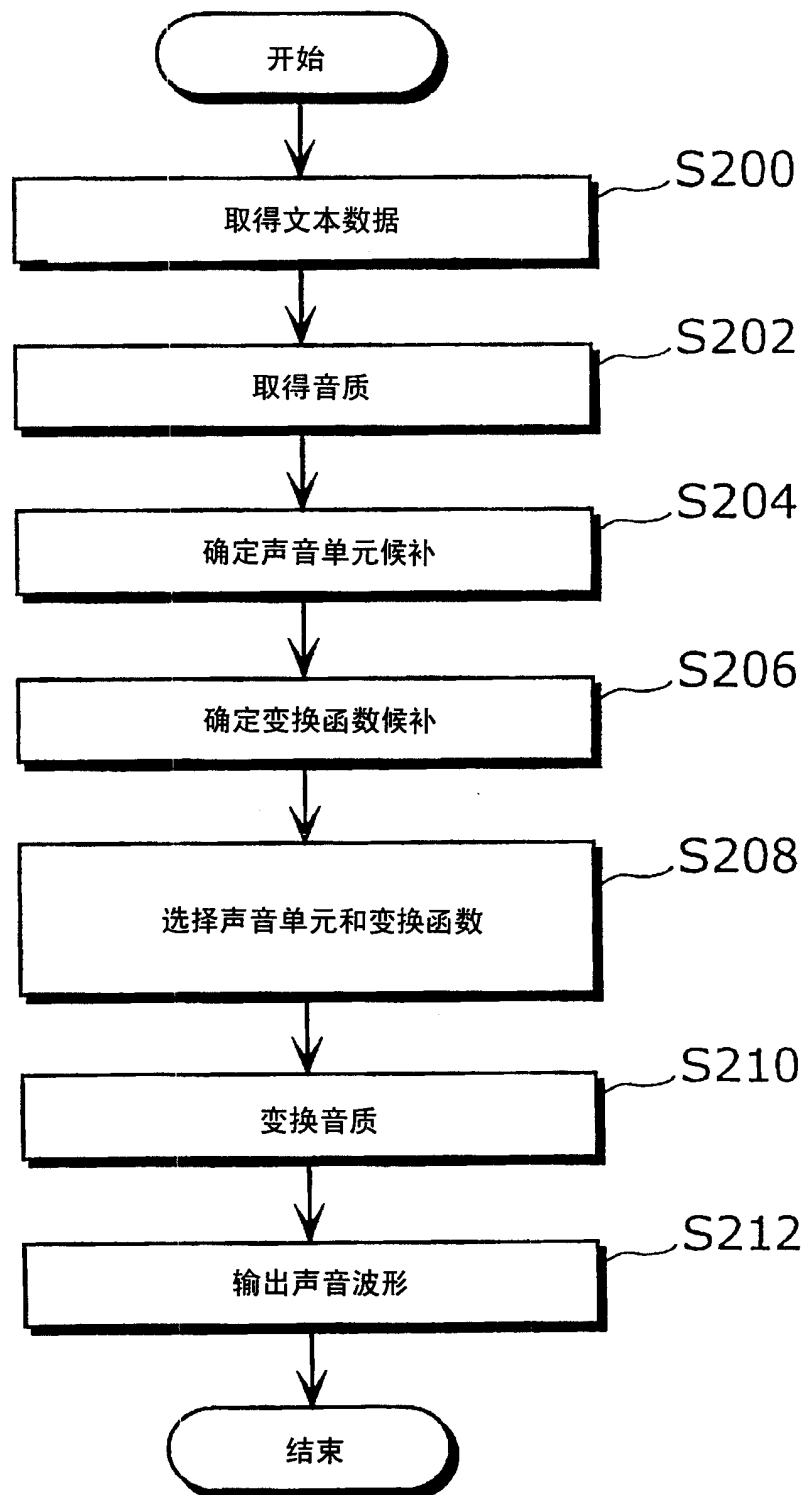 开始
S200
取得文本数据
S202
取得音质
S204
确定声音单元候补
S206
确定变换函数候补
S208
选择声音单元和变换函数
S210
变换音质
S212
输出声音波形
结束